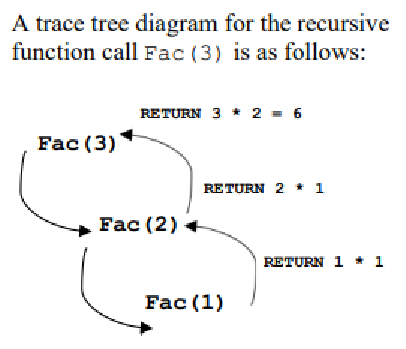 A trace tree diagram for the recursive
function call Fac(3) is as follows:
RETURN 3 * 2 = 6
Fac(3)
RETURN 2 * 1
Fac(2)
RETURN 1 * 1
Fac(1)